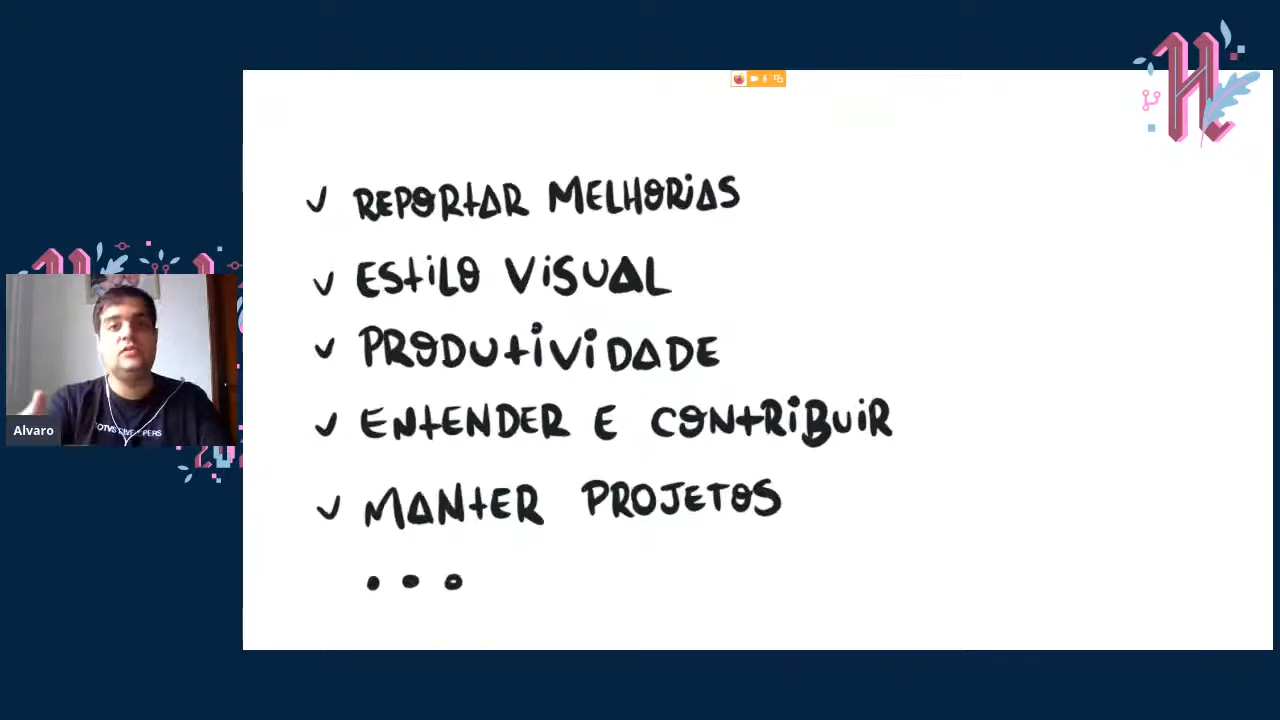 REPORTAR MELHORIAS
ESTILO VISUAL
PRODUTIVIDADE
ENTENDER E CONTRIBUIR
MANTER PROJETOS
...
Alvaro